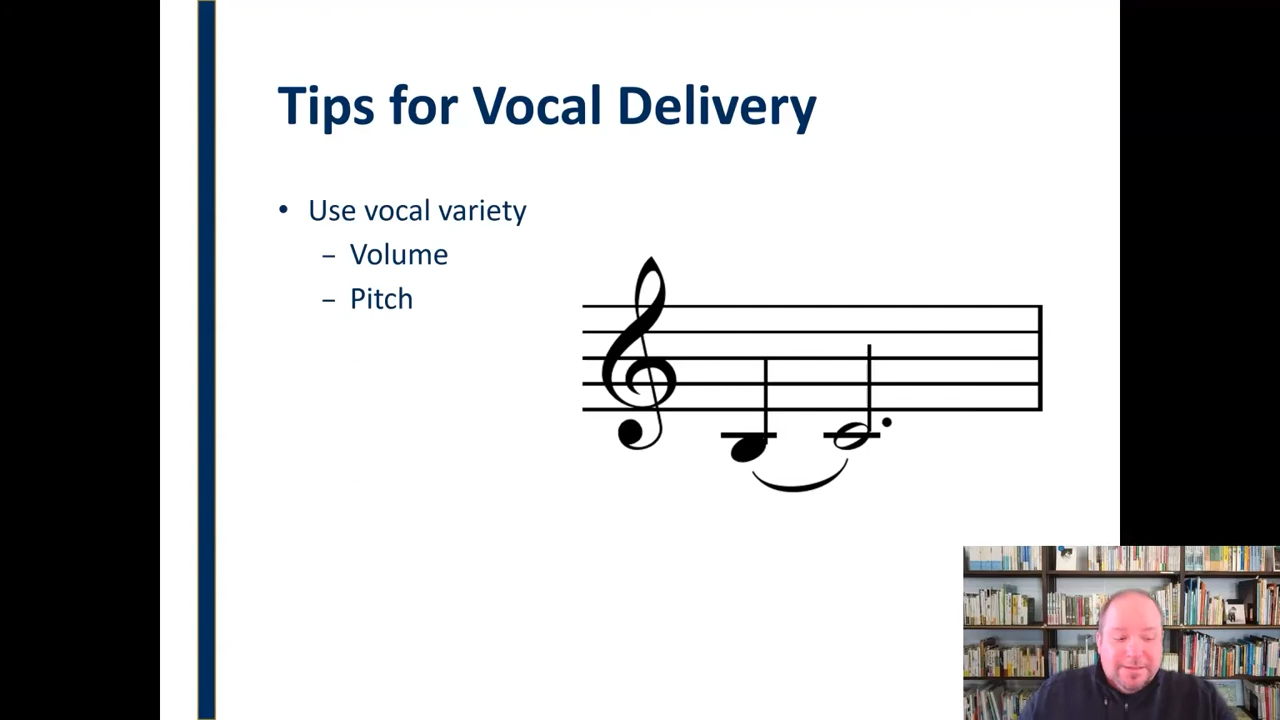 Tips for Vocal Delivery
• Use vocal variety
– Volume
– Pitch